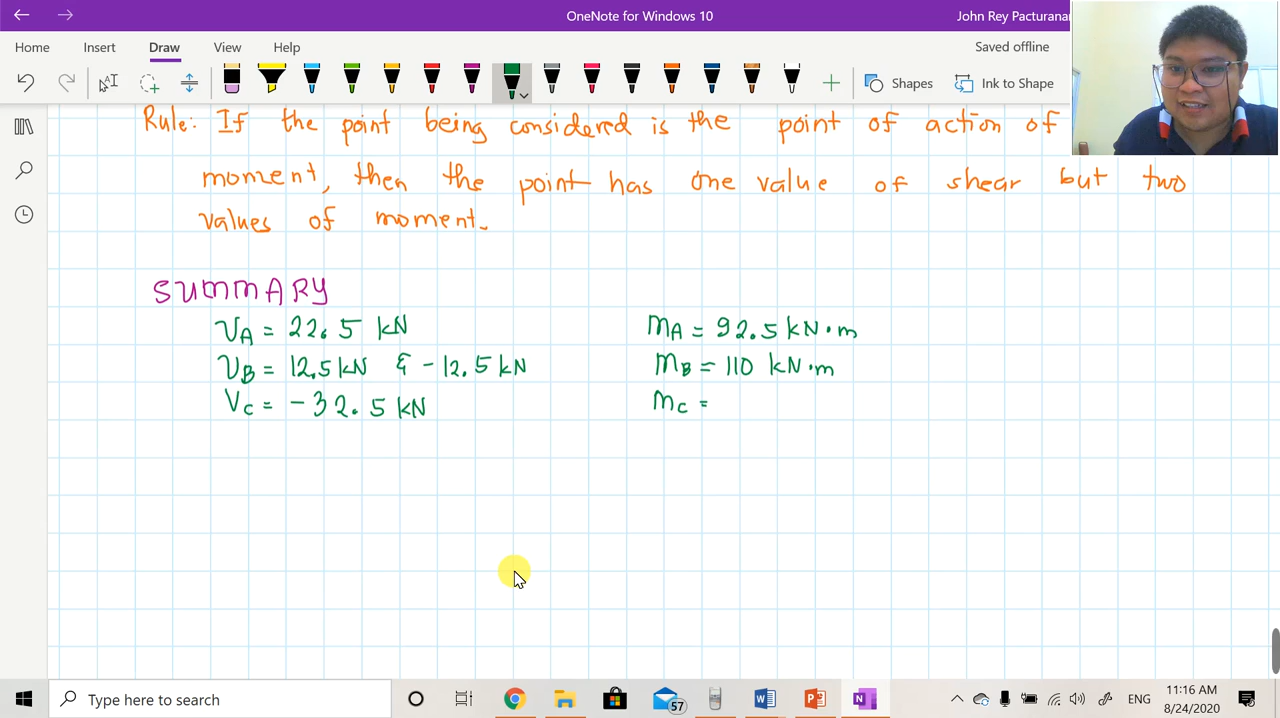 OneNote for Windows 10
John Rey Pacturana
Home Insert Draw View Help
Saved offline
Shapes Ink to Shape
Rule: If the point being considered is the point of action of
moment, then the point has one value of shear but two
values of moment.
SUMMARY
VA = 22.5 kN
MA = 92.5 kN·m
VB = 12.5 kN & -12.5 kN
MB = 110 kN·m
VC = -32.5 kN
MC =
Type here to search
57
ENG
11:16 AM
8/24/2020